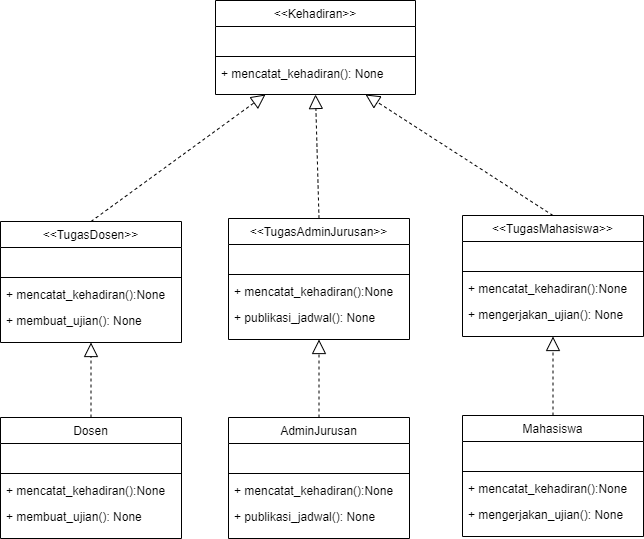 <<Kehadiran>>
+ mencatat_kehadiran(): None
<<TugasDosen>>
+ mencatat_kehadiran():None
+ membuat_ujian(): None
<<TugasAdminJurusan>>
+ mencatat_kehadiran():None
+ publikasi_jadwal(): None
<<TugasMahasiswa>>
+ mencatat_kehadiran():None
+ mengerjakan_ujian(): None
Dosen
+ mencatat_kehadiran():None
+ membuat_ujian(): None
AdminJurusan
+ mencatat_kehadiran():None
+ publikasi_jadwal(): None
Mahasiswa
+ mencatat_kehadiran():None
+ mengerjakan_ujian(): None